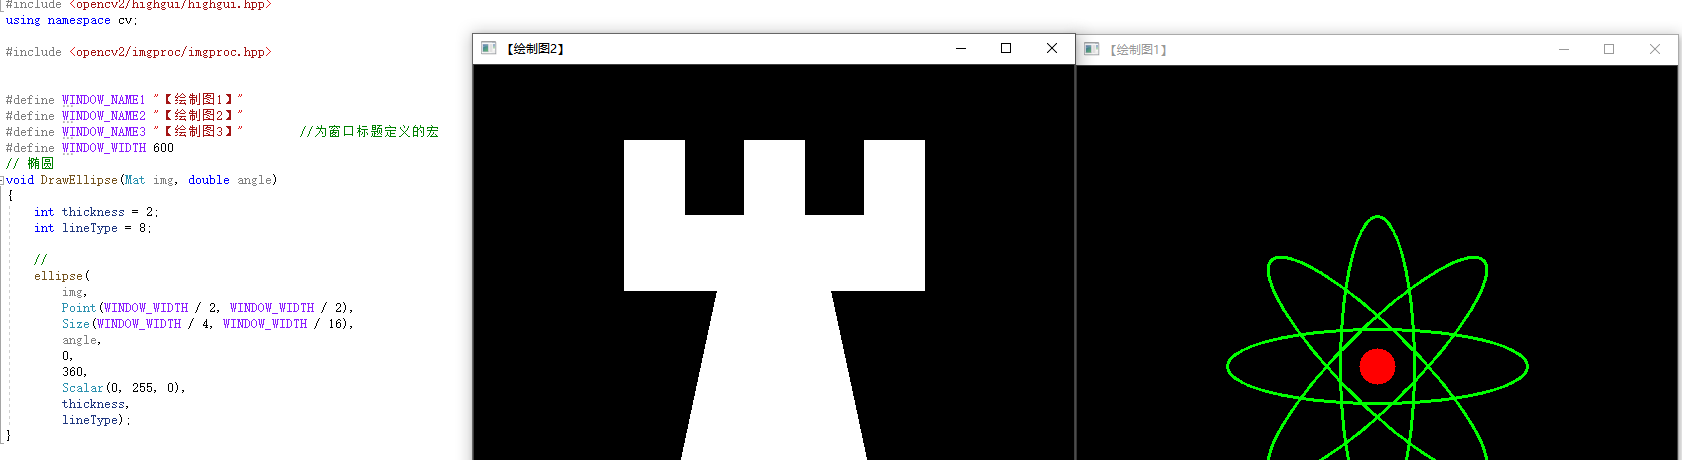 #include <opencv2/highgui/highgui.hpp>
using namespace cv;
#include <opencv2/imgproc/imgproc.hpp>
#define WINDOW_NAME1 "【绘制图1】"
#define WINDOW_NAME2 "【绘制图2】"
#define WINDOW_NAME3 "【绘制图3】" //为窗口标题定义的宏
#define WINDOW_WIDTH 600
// 椭圆
void DrawEllipse(Mat img, double angle)
{
int thickness = 2;
int lineType = 8;
//
ellipse(
img,
Point(WINDOW_WIDTH / 2, WINDOW_WIDTH / 2),
Size(WINDOW_WIDTH / 4, WINDOW_WIDTH / 16),
angle,
0,
360,
Scalar(0, 255, 0),
thickness,
lineType);
}
【绘制图2】
【绘制图1】